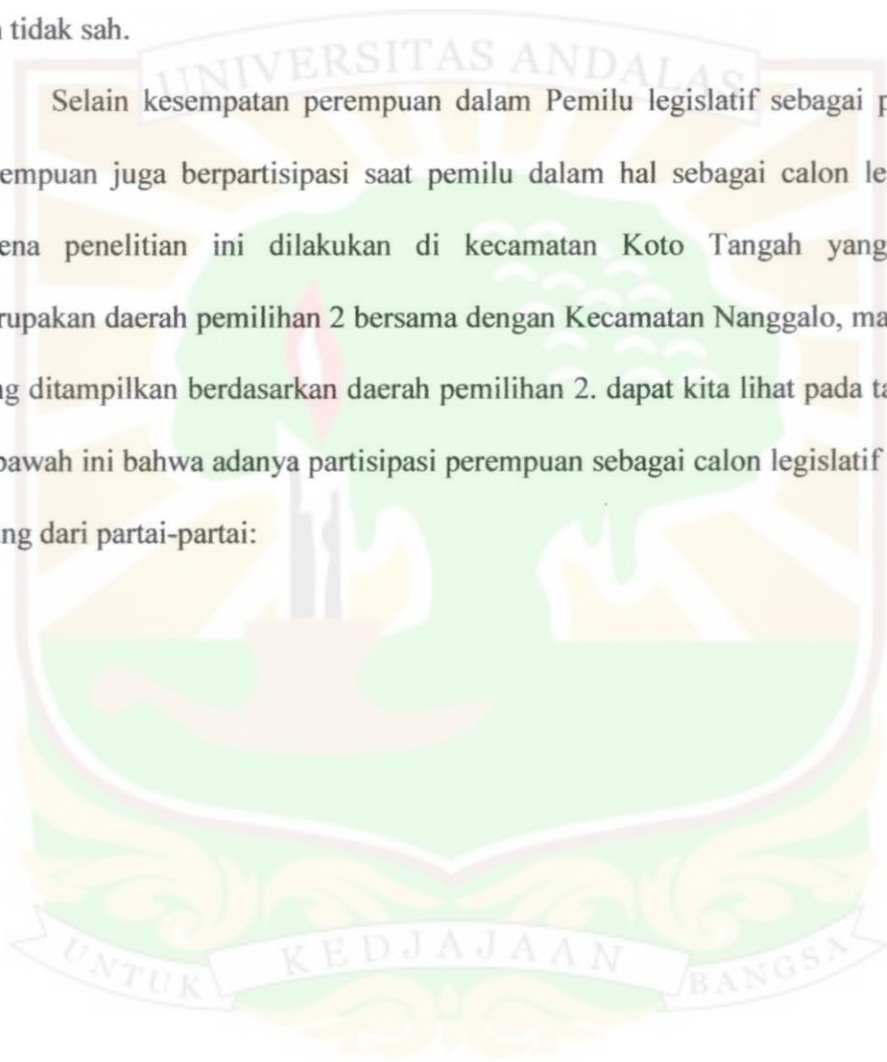 tidak sah.
UNIVERSITAS ANDALAS
Selain kesempatan perempuan dalam Pemilu legislatif sebagai p
empuan juga berpartisipasi saat pemilu dalam hal sebagai calon le
ena penelitian ini dilakukan di kecamatan Koto Tangah yang
rupakan daerah pemilihan 2 bersama dengan Kecamatan Nanggalo, ma
ng ditampilkan berdasarkan daerah pemilihan 2. dapat kita lihat pada ta
bawah ini bahwa adanya partisipasi perempuan sebagai calon legislatif
ng dari partai-partai:
UNTUK KEDJAJAAN BANGSA